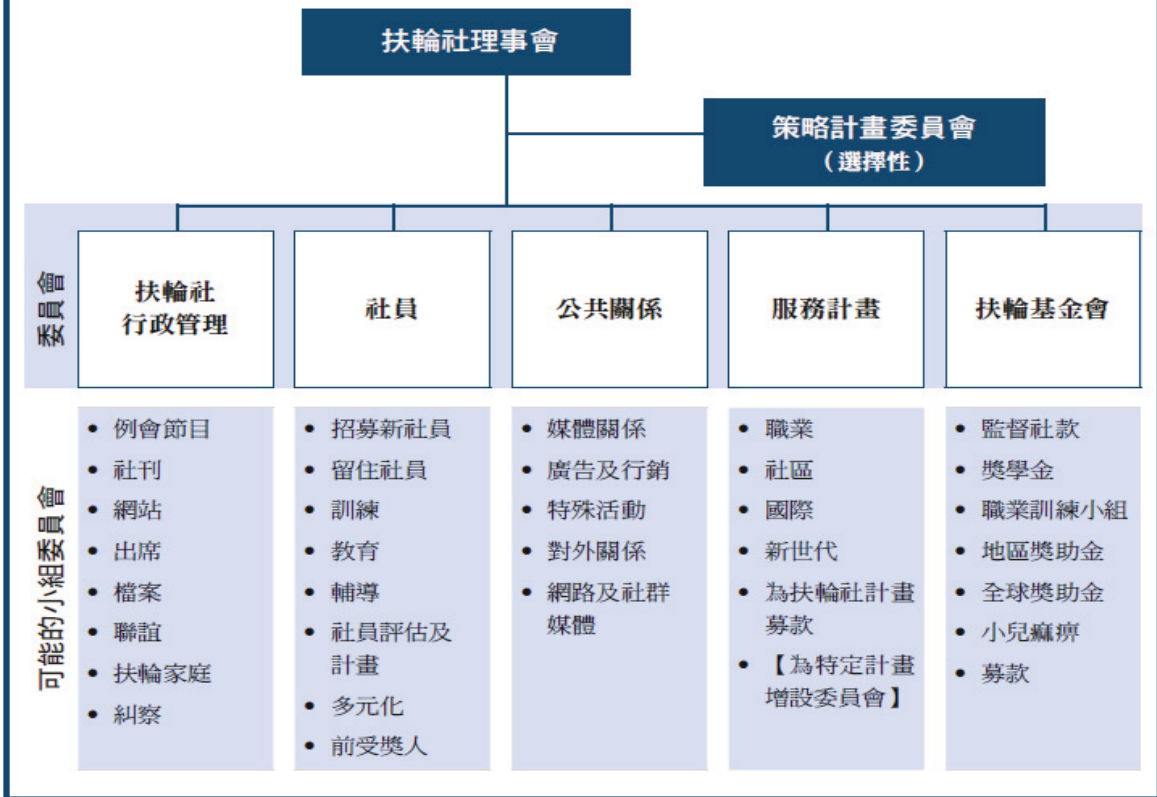 扶輪社理事會
策略計畫委員會
（選擇性）
委員會
扶輪社
行政管理
社員
公共關係
服務計畫
扶輪基金會
可能的小組委員會
• 例會節目
• 社刊
• 網站
• 出席
• 檔案
• 聯誼
• 扶輪家庭
• 糾察
• 招募新社員
• 留住社員
• 訓練
• 教育
• 輔導
• 社員評估及
計畫
• 多元化
• 前受獎人
• 媒體關係
• 廣告及行銷
• 特殊活動
• 對外關係
• 網路及社群
媒體
• 職業
• 社區
• 國際
• 新世代
• 為扶輪社計畫
募款
• 【為特定計畫
增設委員會】
• 監督社款
• 獎學金
• 職業訓練小組
• 地區獎助金
• 全球獎助金
• 小兒痲痹
• 募款